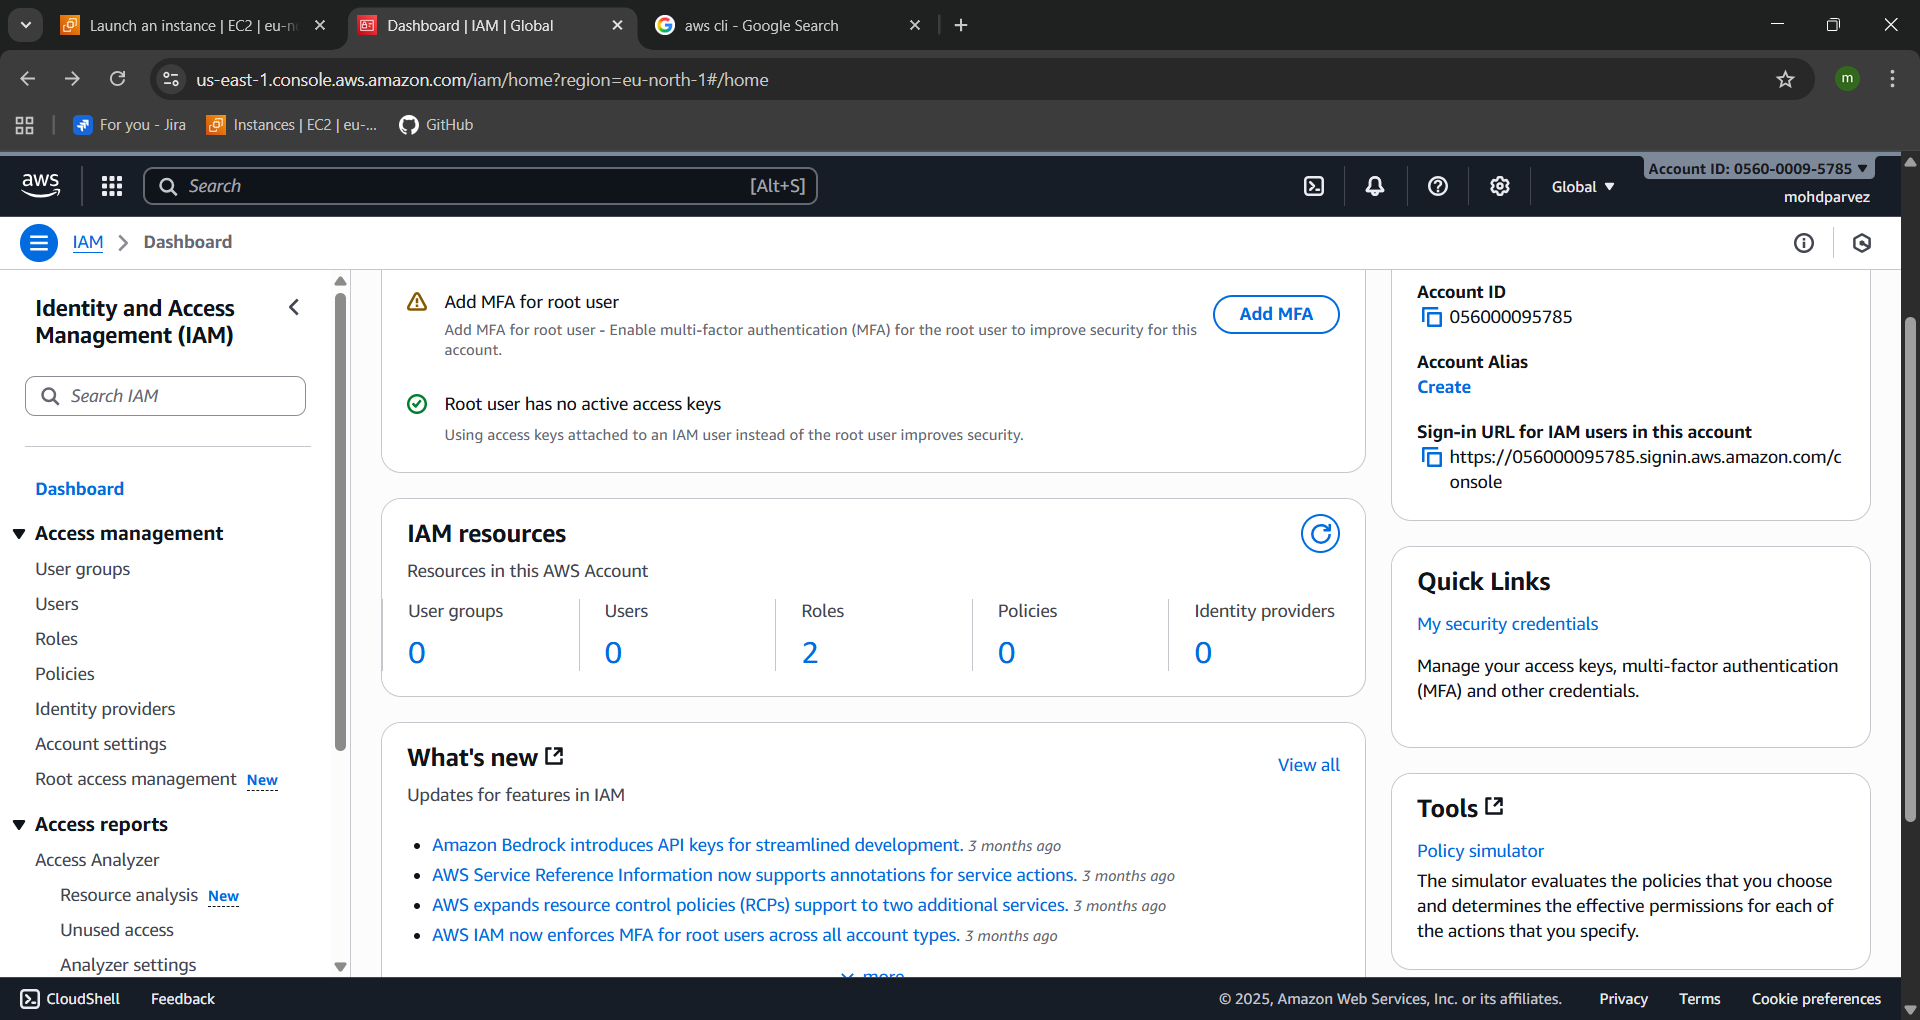 Launch an instance | EC2 | eu-n
Dashboard | IAM | Global
aws cli - Google Search
us-east-1.console.aws.amazon.com/iam/home?region=eu-north-1#/home
m
For you - Jira
Instances | EC2 | eu-...
GitHub
aws
Search
[Alt+S]
Global
Account ID: 0560-0009-5785
mohdparvez
IAM
Dashboard
Identity and Access
Management (IAM)
Search IAM
Dashboard
Access management
User groups
Users
Roles
Policies
Identity providers
Account settings
Root access management New
Access reports
Access Analyzer
Resource analysis New
Unused access
Analyzer settings
Add MFA for root user
Add MFA for root user - Enable multi-factor authentication (MFA) for the root user to improve security for this
account.
Add MFA
Root user has no active access keys
Using access keys attached to an IAM user instead of the root user improves security.
IAM resources
Resources in this AWS Account
User groups
0
Users
0
Roles
2
Policies
0
Identity providers
0
What's new
View all
Updates for features in IAM
Amazon Bedrock introduces API keys for streamlined development. 3 months ago
AWS Service Reference Information now supports annotations for service actions. 3 months ago
AWS expands resource control policies (RCPs) support to two additional services. 3 months ago
AWS IAM now enforces MFA for root users across all account types. 3 months ago
more
Account ID
056000095785
Account Alias
Create
Sign-in URL for IAM users in this account
https://056000095785.signin.aws.amazon.com/c
onsole
Quick Links
My security credentials
Manage your access keys, multi-factor authentication
(MFA) and other credentials.
Tools
Policy simulator
The simulator evaluates the policies that you choose
and determines the effective permissions for each of
the actions that you specify.
CloudShell
Feedback
© 2025, Amazon Web Services, Inc. or its affiliates.
Privacy
Terms
Cookie preferences